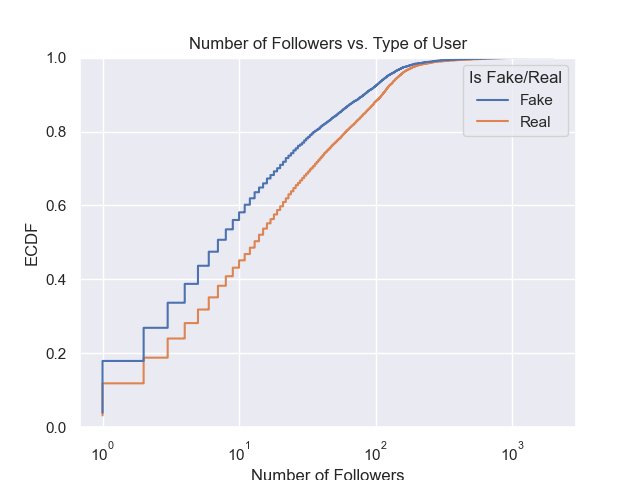 Number of Followers vs. Type of User
1.0
0.8
0.6
0.4
0.2
0.0
ECDF
Is Fake/Real
Fake
Real
10^0 10^1 10^2 10^3
Number of Followers